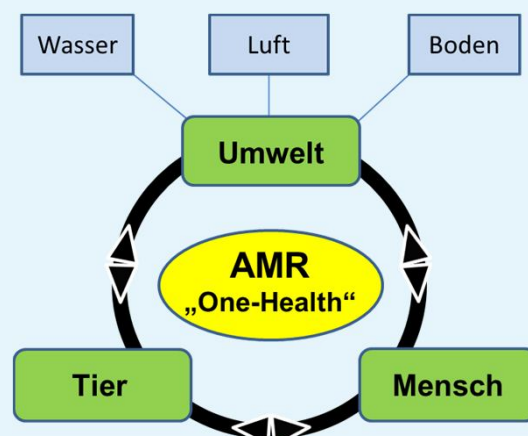 Wasser
Luft
Boden
Umwelt
AMR
„One-Health“
Tier
Mensch